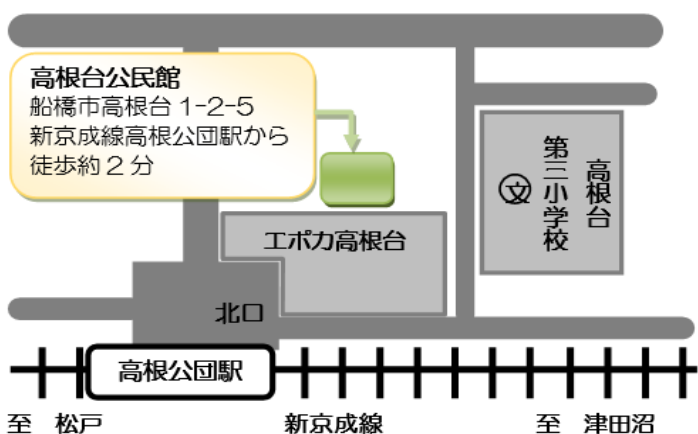 高根台公民館
船橋市高根台 1-2-5
新京成線高根公団駅から
徒歩約 2 分
エポカ高根台
高根台
第三小学校
文
北口
高根公団駅
至 松戸
新京成線
至 津田沼